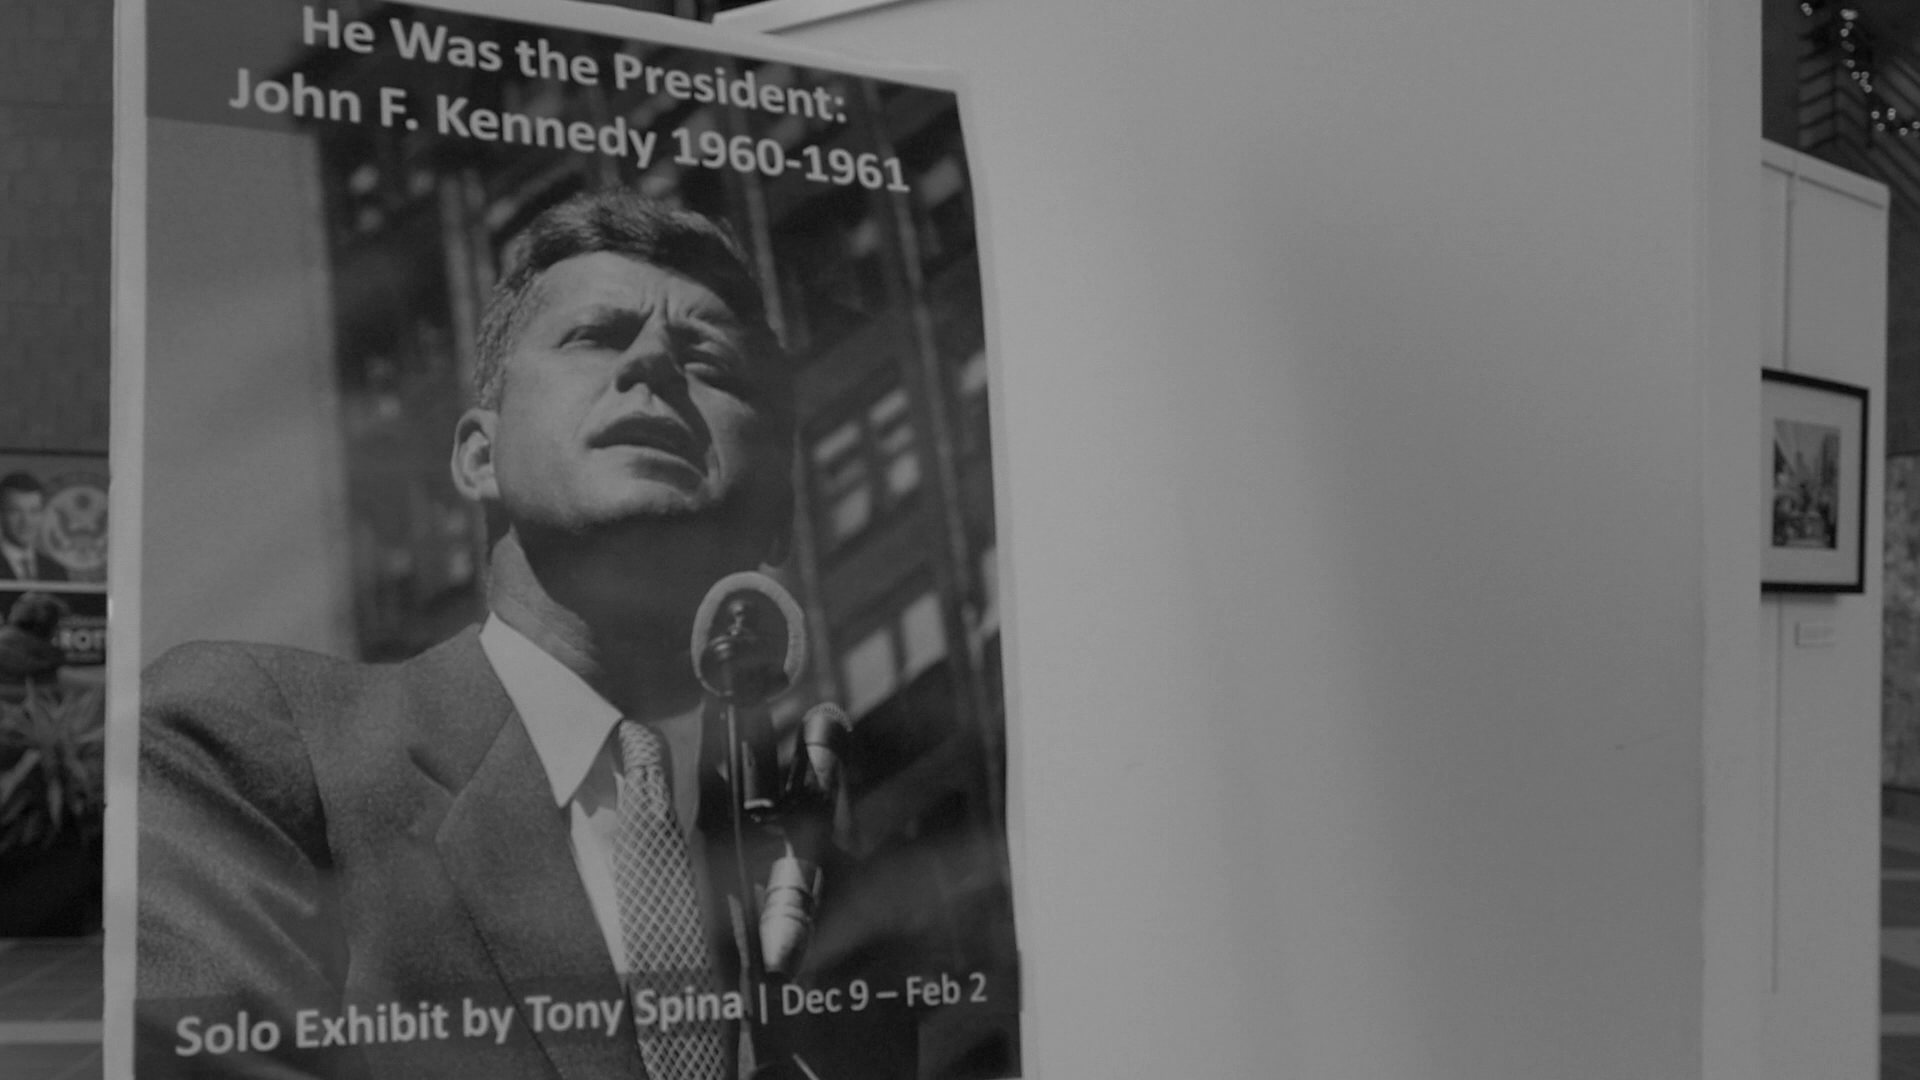 He Was the President:
John F. Kennedy 1960-1961
Solo Exhibit by Tony Spina | Dec 9 – Feb 2